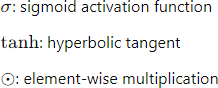 σ: sigmoid activation function
tanh: hyperbolic tangent
⊙: element-wise multiplication